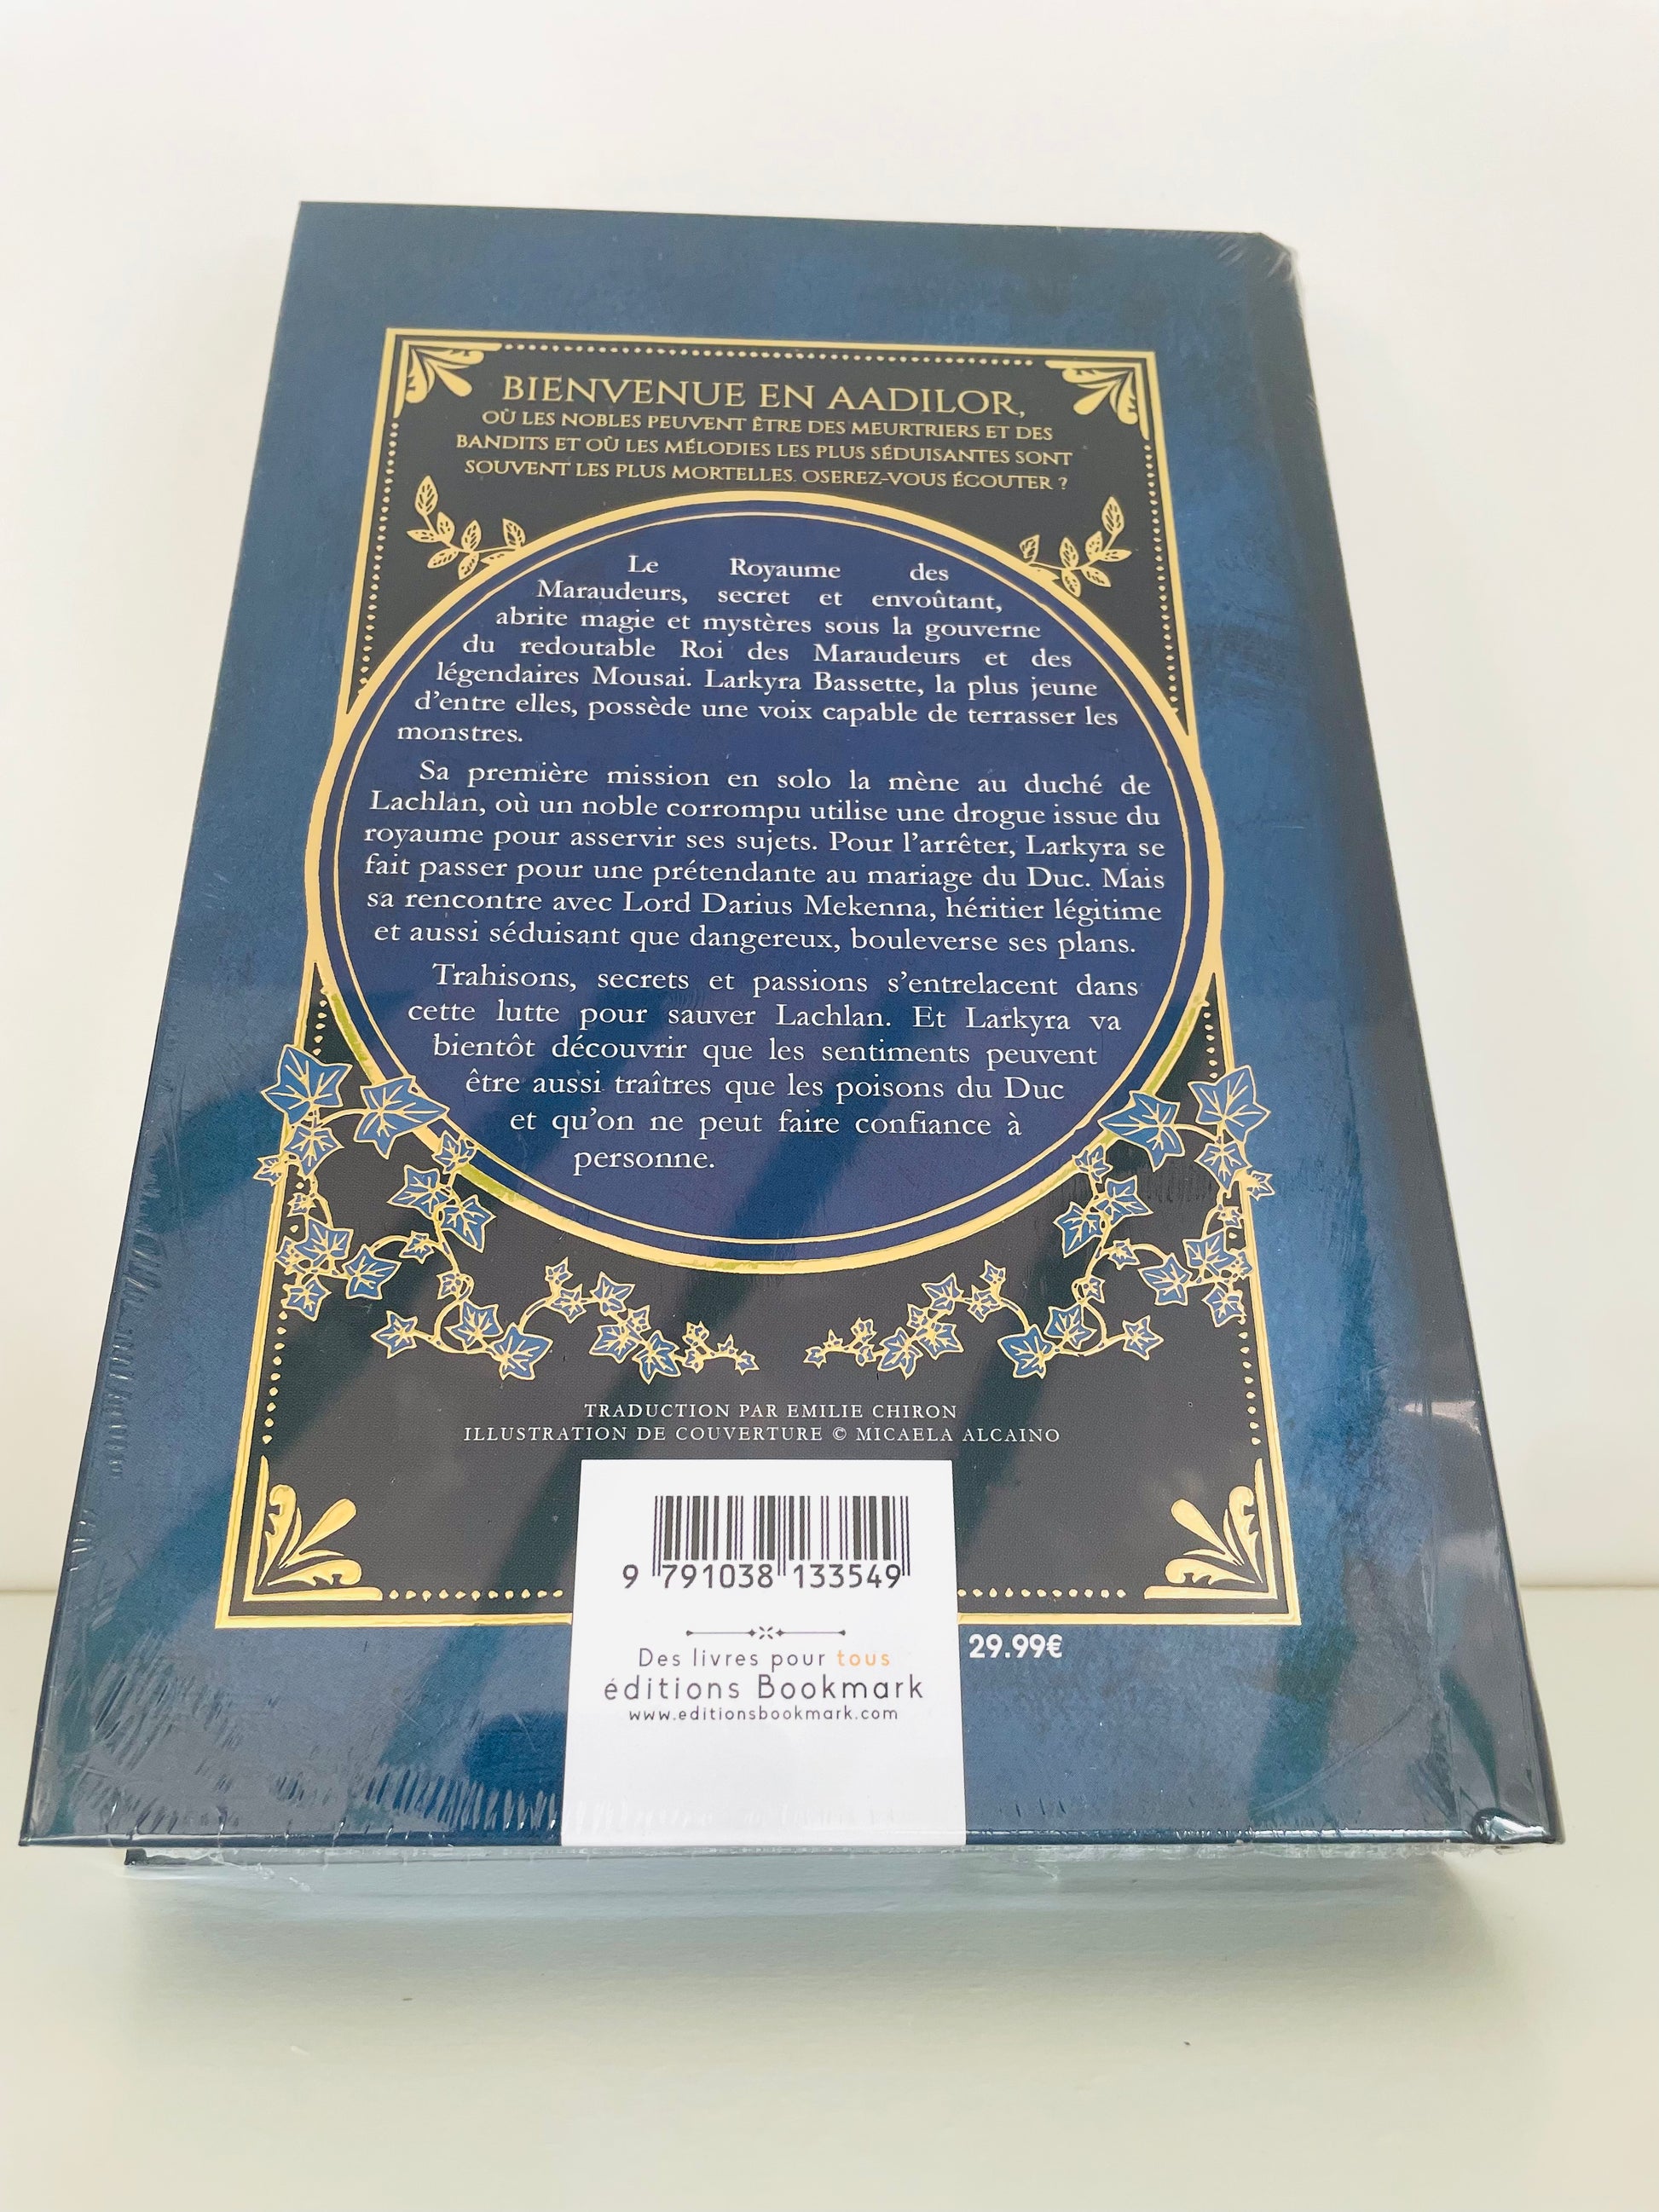 BIENVENUE EN AADILOR,
OÙ LES NOBLES PEUVENT ÊTRE DES MEURTRIERS ET DES
BANDITS ET OÙ LES MÉLODIES LES PLUS SÉDUISANTES SONT
SOUVENT LES PLUS MORTELLES. OSEREZ-VOUS ÉCOUTER ?
Le Royaume des
Maraudeurs, secret et envoûtant,
abrite magie et mystères sous la gouverne
du redoutable Roi des Maraudeurs et des
légendaires Mousai. Larkyra Bassette, la plus jeune
d'entre elles, possède une voix capable de terrasser les
monstres.
Sa première mission en solo la mène au duché de
Lachlan, où un noble corrompu utilise une drogue issue du
royaume pour asservir ses sujets. Pour l'arrêter, Larkyra se
fait passer pour une prétendante au mariage du Duc. Mais
sa rencontre avec Lord Darius Mekenna, héritier légitime
et aussi séduisant que dangereux, bouleverse ses plans.
Trahisons, secrets et passions s'entrelacent dans
cette lutte pour sauver Lachlan. Et Larkyra va
bientôt découvrir que les sentiments peuvent
être aussi traîtres que les poisons du Duc
et qu'on ne peut faire confiance à
personne.
TRADUCTION PAR EMILIE CHIRON
ILLUSTRATION DE COUVERTURE © MICAELA ALCAINO
9 791038 133549
Des livres pour tous
éditions Bookmark
www.editionsbookmark.com
29.99€